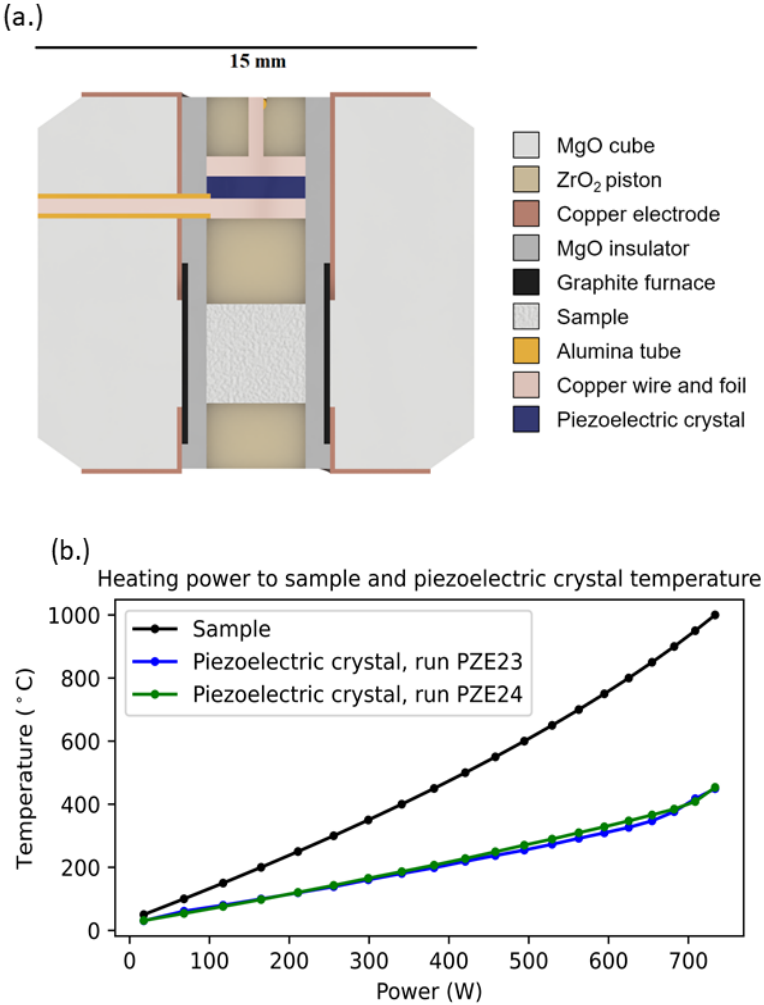 (a.)
15 mm
MgO cube
ZrO₂ piston
Copper electrode
MgO insulator
Graphite furnace
Sample
Alumina tube
Copper wire and foil
Piezoelectric crystal
(b.)
Heating power to sample and piezoelectric crystal temperature
Sample
Piezoelectric crystal, run PZE23
Piezoelectric crystal, run PZE24
Temperature (°C)
1000
800
600
400
200
0
0 100 200 300 400 500 600 700
Power (W)